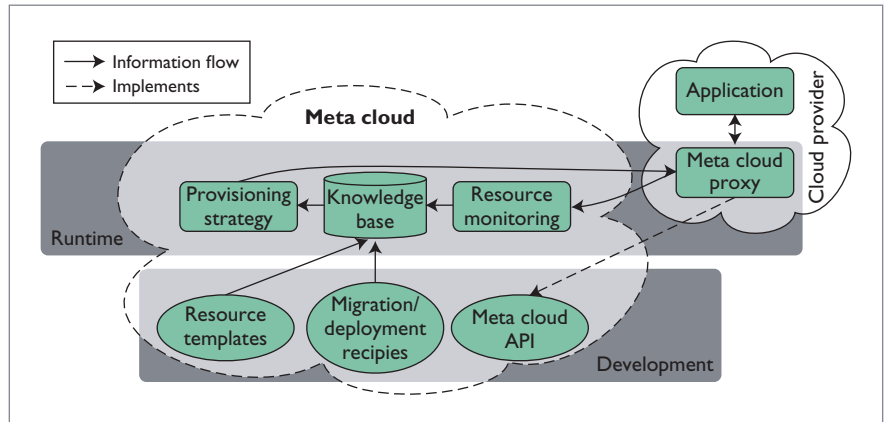 Information flow
Implements
Meta cloud
Application
Cloud provider
Meta cloud
proxy
Provisioning
strategy
Knowledge
base
Resource
monitoring
Runtime
Resource
templates
Migration/
deployment
recipies
Meta cloud
API
Development